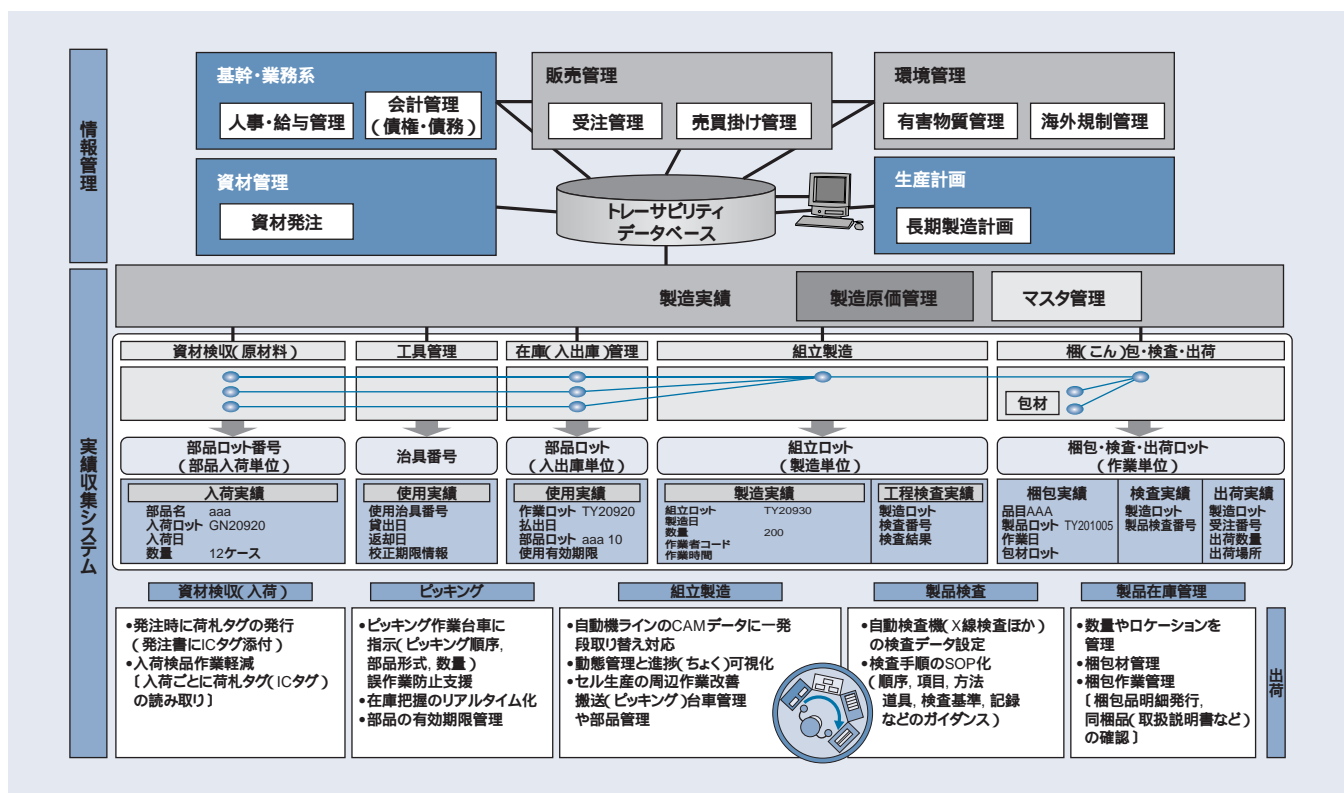 情報管理
基幹・業務系
人事・給与管理
会計管理
(債権・債務)
販売管理
受注管理
売買掛け管理
環境管理
有害物質管理
海外規制管理
資材管理
資材発注
トレーサビリティ
データベース
生産計画
長期製造計画
実績収集システム
製造実績
製造原価管理
マスタ管理
資材検収(原材料)
工具管理
在庫(入出庫)管理
組立製造
梱(こん)包・検査・出荷
包材
部品ロット番号
(部品入荷単位)
治具番号
部品ロット
(入出庫単位)
組立ロット
(製造単位)
梱包・検査・出荷ロット
(作業単位)
入荷実績
部品名 aaa
入荷ロット GN20920
入荷日
数量 12ケース
使用実績
使用治具番号
貸出日
返却日
校正期限情報
使用実績
作業ロット TY20920
払出日
部品ロット aaa 10
使用有効期限
製造実績
組立ロット TY20930
製造日
数量 200
作業者コード
作業時間
工程検査実績
製造ロット
検査番号
検査結果
梱包実績
品目AAA
製品ロット TY201005
作業日
包材ロット
検査実績
製造ロット
製品検査番号
出荷実績
製造ロット
受注番号
出荷数量
出荷場所
資材検収(入荷)
・発注時に荷札タグの発行
(発注書にICタグ添付)
・入荷検品作業軽減
〔入荷ごとに荷札タグ(ICタグ)
の読み取り〕
ピッキング
・ピッキング作業台車に
指示(ピッキング順序,
部品形式, 数量)
誤作業防止支援
・在庫把握のリアルタイム化
・部品の有効期限管理
組立製造
・自動機ラインのCAMデータに一発
段取り替え対応
・動態管理と進捗(ちょく)可視化
・セル生産の周辺作業改善
搬送(ピッキング)台車管理
や部品管理
製品検査
・自動検査機(X線検査ほか)
の検査データ設定
・検査手順のSOP化
(順序, 項目, 方法
道具, 検査基準, 記録
などのガイダンス)
製品在庫管理
・数量やロケーションを
管理
・梱包材管理
・梱包作業管理
〔梱包品明細発行,
同梱品(取扱説明書など)
の確認〕
出荷